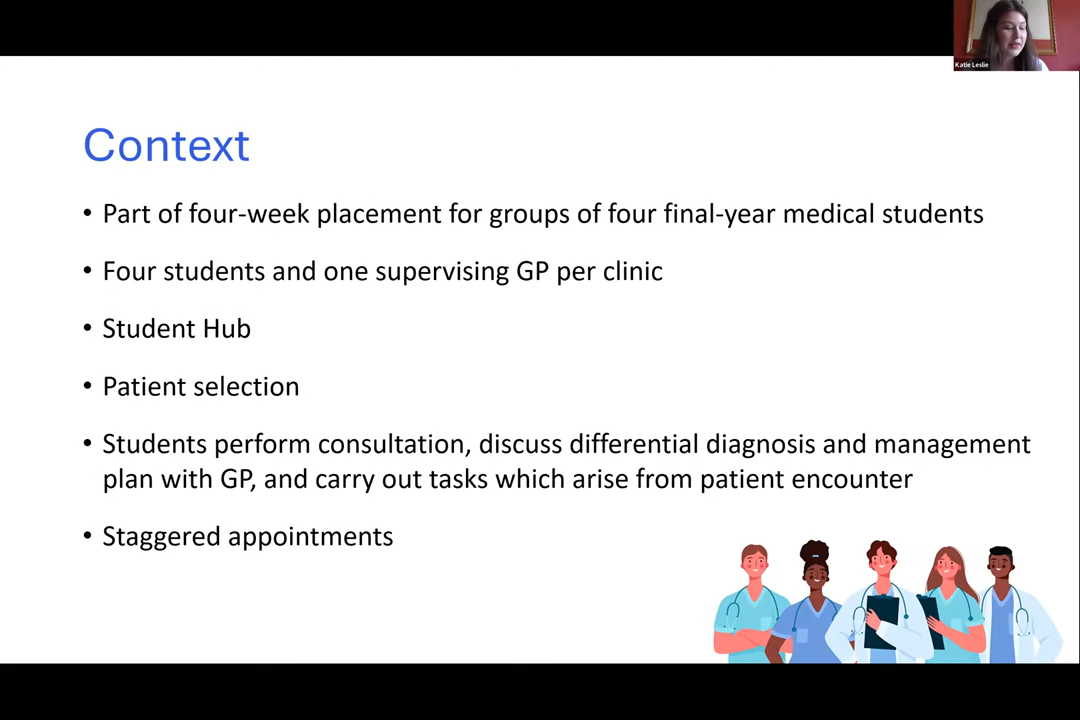 Katie Leslie
Context
• Part of four-week placement for groups of four final-year medical students
• Four students and one supervising GP per clinic
• Student Hub
• Patient selection
• Students perform consultation, discuss differential diagnosis and management
plan with GP, and carry out tasks which arise from patient encounter
• Staggered appointments